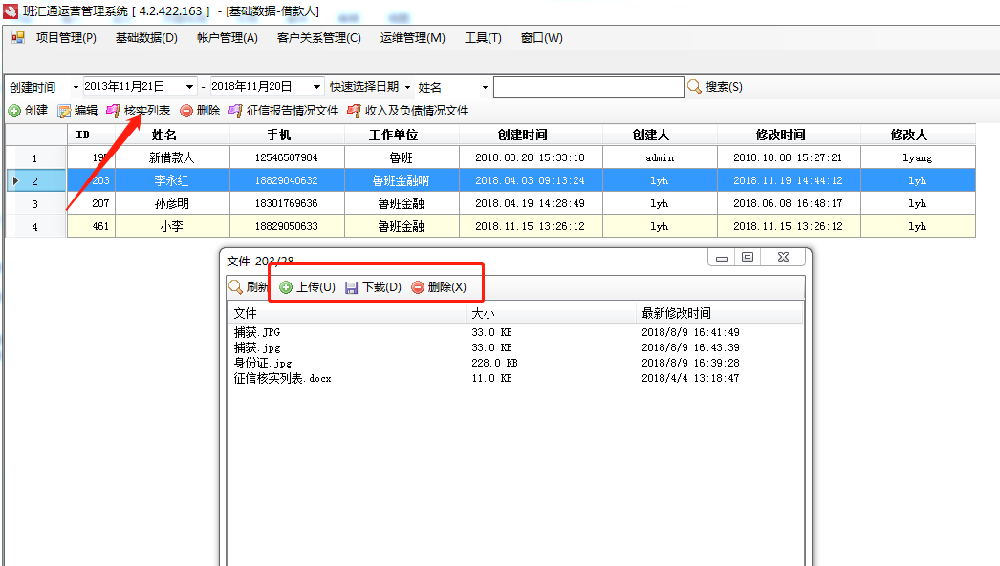 班汇通运营管理系统 [ 4.2.422.163 ] - [基础数据-借款人]
项目管理(P) 基础数据(D) 帐户管理(A) 客户关系管理(C) 运维管理(M) 工具(T) 窗口(W)
创建时间 2013年11月21日 - 2018年11月20日 快速选择日期 姓名 搜索(S)
创建 编辑 核实列表 删除 征信报告情况文件 收入及负债情况文件
ID 姓名 手机 工作单位 创建时间 创建人 修改时间 修改人
1 新借款人 12546587984 鲁班 2018.03.28 15:33:10 admin 2018.10.08 15:27:21 lyang
2 203 李永红 18829040632 鲁班金融啊 2018.04.03 09:13:24 lyh 2018.11.19 14:44:12 lyh
3 207 孙彦明 18301769636 鲁班金融 2018.04.19 14:28:49 lyh 2018.06.08 16:48:17 lyh
4 461 小李 18829050633 鲁班金融 2018.11.15 13:26:12 lyh 2018.11.15 13:26:12 lyh
文件-203/28
刷新 上传(U) 下载(D) 删除(X)
文件 大小 最新修改时间
捕获.JPG 33.0 KB 2018/8/9 16:41:49
捕获.jpg 33.0 KB 2018/8/9 16:43:39
身份证.jpg 228.0 KB 2018/8/9 16:39:28
征信核实列表.docx 11.0 KB 2018/4/4 13:18:47